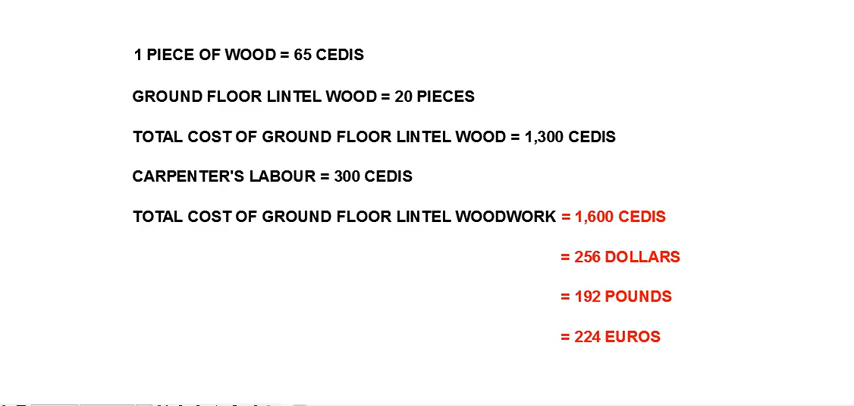 1 PIECE OF WOOD = 65 CEDIS
GROUND FLOOR LINTEL WOOD = 20 PIECES
TOTAL COST OF GROUND FLOOR LINTEL WOOD = 1,300 CEDIS
CARPENTER'S LABOUR = 300 CEDIS
TOTAL COST OF GROUND FLOOR LINTEL WOODWORK = 1,600 CEDIS
= 256 DOLLARS
= 192 POUNDS
= 224 EUROS